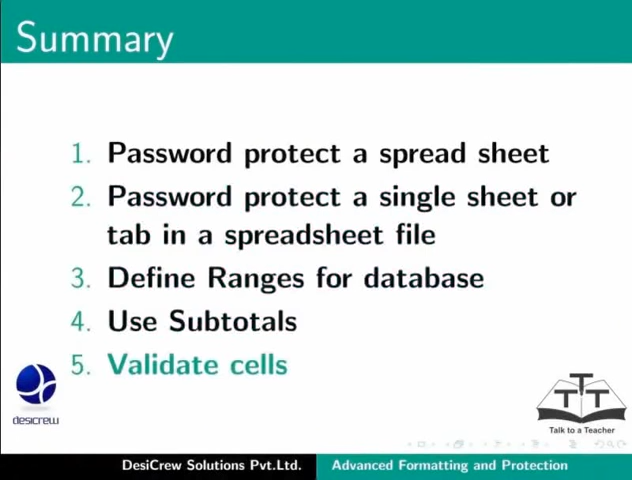 Summary
1. Password protect a spread sheet
2. Password protect a single sheet or
tab in a spreadsheet file
3. Define Ranges for database
4. Use Subtotals
5. Validate cells
desicrew
TTT
Talk to a Teacher
DesiCrew Solutions Pvt.Ltd.
Advanced Formatting and Protection